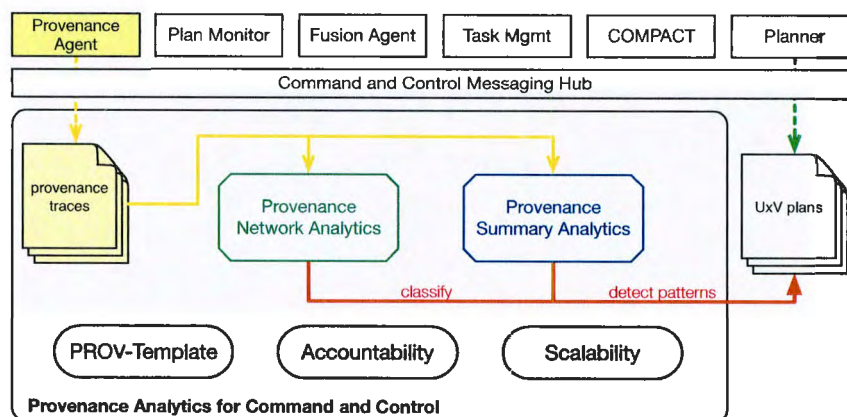 Provenance
Agent
Plan Monitor
Fusion Agent
Task Mgmt
COMPACT
Planner
Command and Control Messaging Hub
provenance
traces
Provenance
Network Analytics
Provenance
Summary Analytics
UxV plans
classify
detect patterns
PROV-Template
Accountability
Scalability
Provenance Analytics for Command and Control